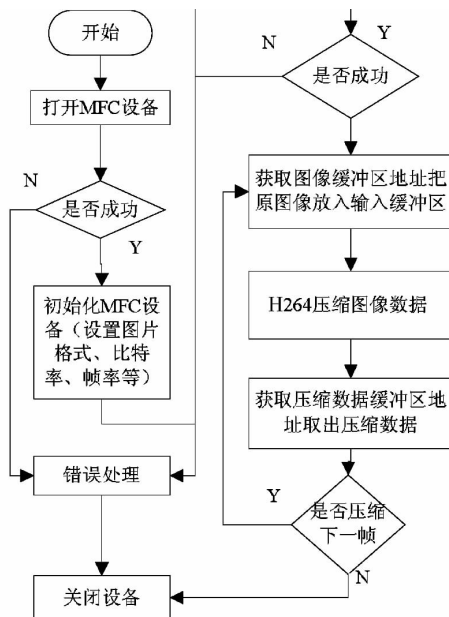 开始
打开MFC设备
N
是否成功
Y
初始化MFC设
备（设置图片
格式、比特
率、帧率等）
错误处理
关闭设备
N
Y
是否成功
获取图像缓冲区地址把
原图像放入输入缓冲区
H264压缩图像数据
获取压缩数据缓冲区地
址取出压缩数据
Y
是否压缩
下一帧
N